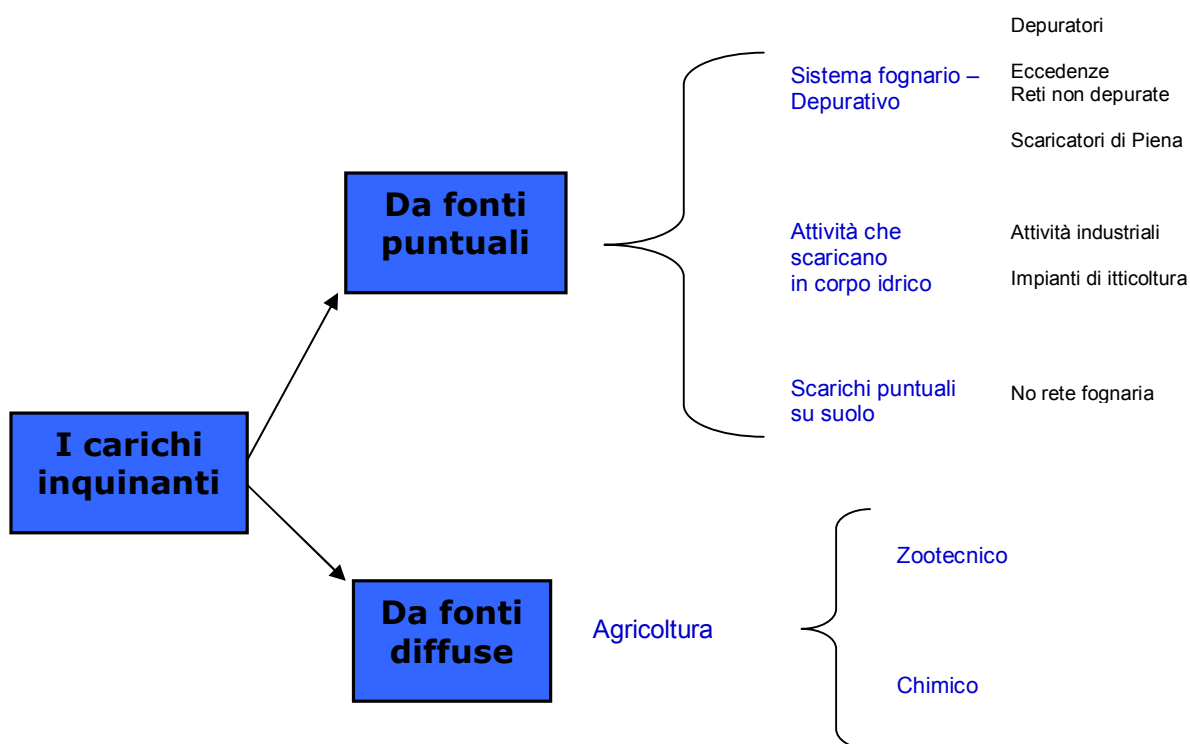 Depuratori
Sistema fognario –
Depurativo
Eccedenze
Reti non depurate
Scaricatori di Piena
Da fonti
puntuali
Attività che
scaricano
in corpo idrico
Attività industriali
Impianti di itticoltura
Scarichi puntuali
su suolo
No rete fognaria
I carichi
inquinanti
Da fonti
diffuse
Agricoltura
Zootecnico
Chimico